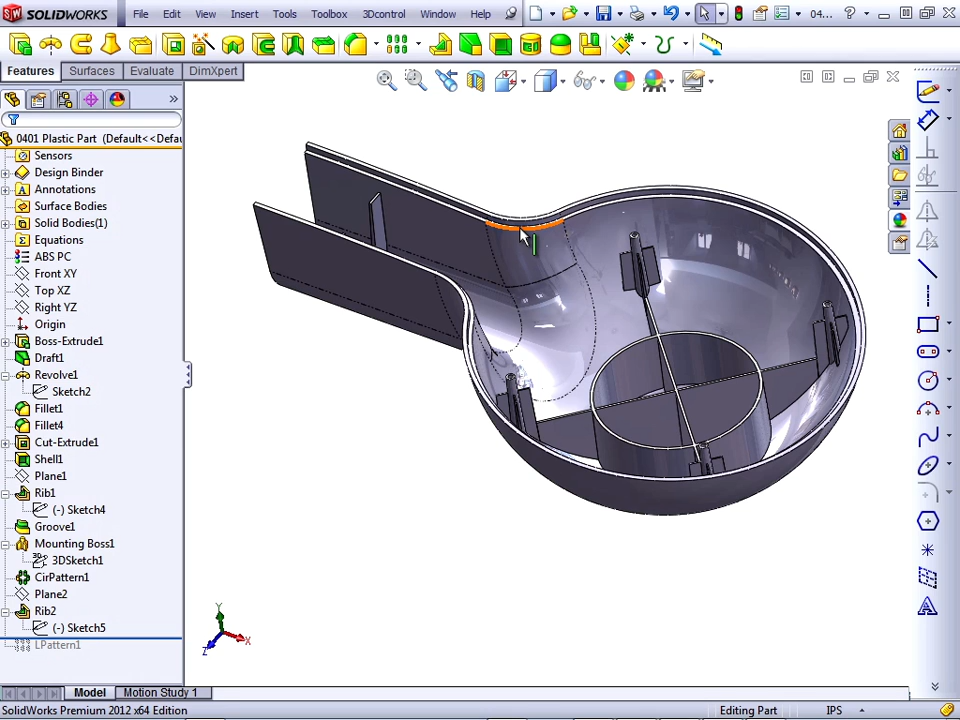 SOLIDWORKS File Edit View Insert Tools Toolbox 3Dcontrol Window Help 04... ?
Features Surfaces Evaluate DimXpert
0401 Plastic Part (Default<<Defau
Sensors
Design Binder
Annotations
Surface Bodies
Solid Bodies(1)
Equations
ABS PC
Front XY
Top XZ
Right YZ
Origin
Boss-Extrude1
Draft1
Revolve1
Sketch2
Fillet1
Fillet4
Cut-Extrude1
Shell1
Plane1
Rib1
(-) Sketch4
Groove1
Mounting Boss1
3DSketch1
CirPattern1
Plane2
Rib2
(-) Sketch5
LPattern1
Y
X
Z
Model Motion Study 1
SolidWorks Premium 2012 x64 Edition Editing Part IPS